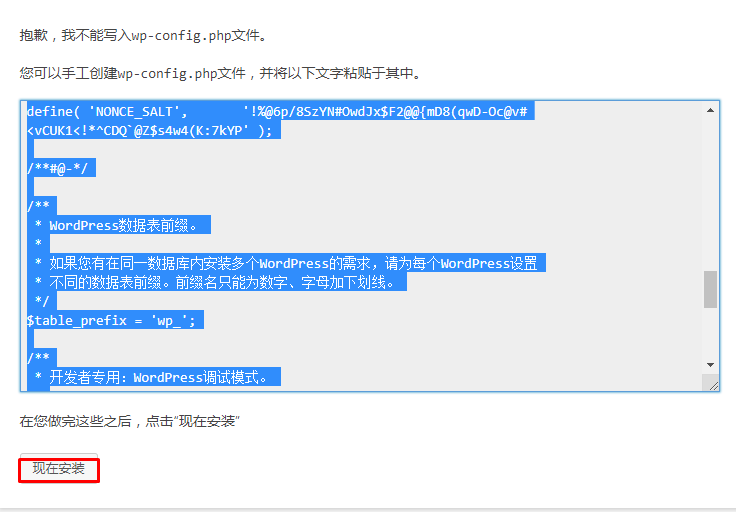 抱歉，我不能写入wp-config.php文件。
您可以手工创建wp-config.php文件，并将以下文字粘贴于其中。
define( 'NONCE_SALT',       '!%@6p/8SzYN#OwdJx$F2@@{mD8(qwD-Oc@v#
<vCUK1<!*^CDQ`@Z$s4w4(K:7kYP' );
/**#@-*/
/**
 * WordPress数据表前缀。
 *
 * 如果您有在同一数据库内安装多个WordPress的需求，请为每个WordPress设置
 * 不同的数据表前缀。前缀名只能为数字、字母加下划线。
 */
$table_prefix = 'wp_';
/**
 * 开发者专用：WordPress调试模式。
在您做完这些之后，点击“现在安装”
现在安装